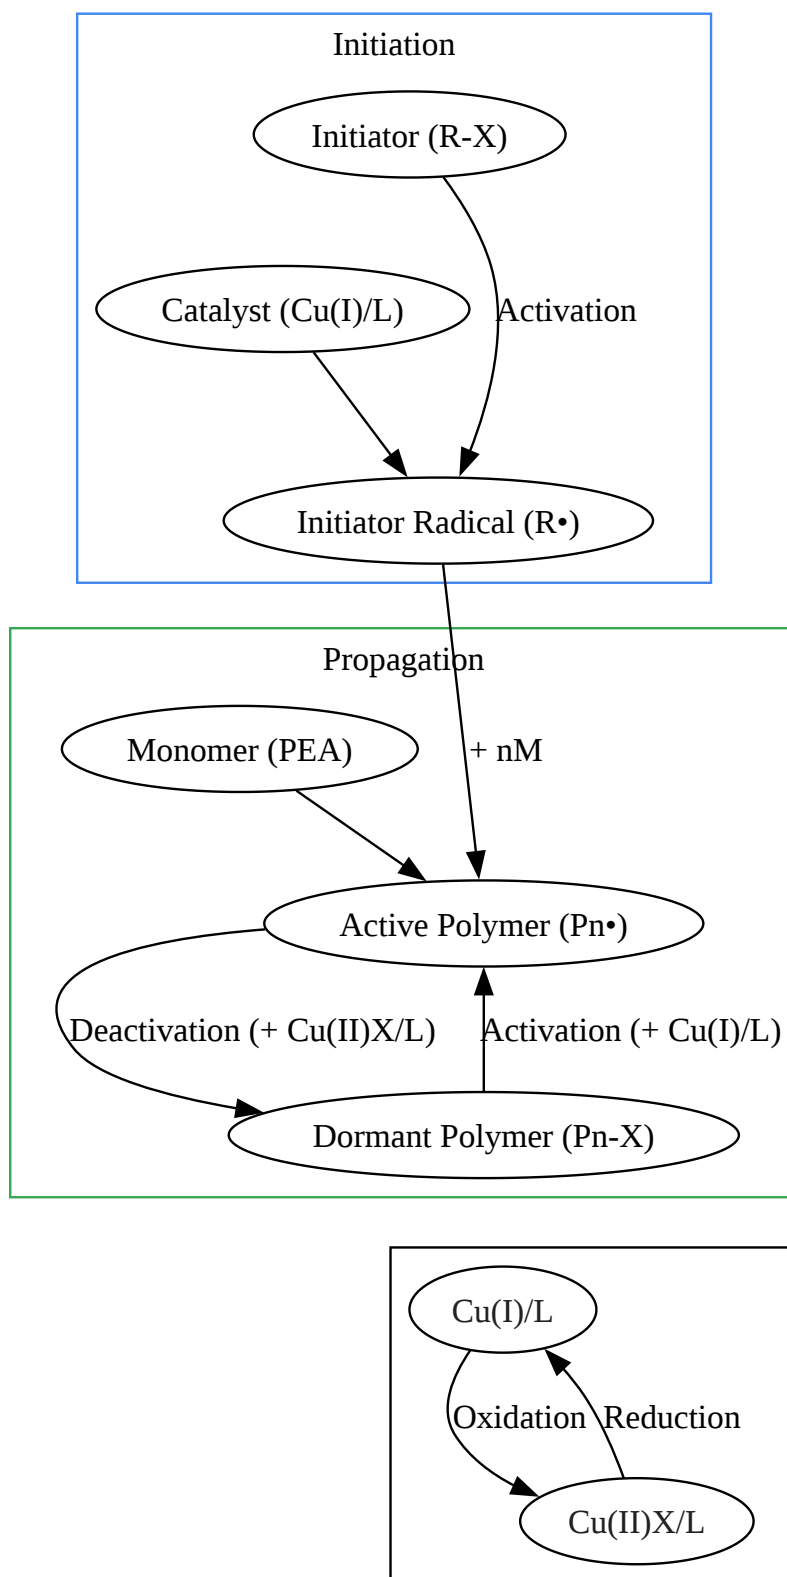 Initiation
Initiator (R-X)
Catalyst (Cu(I)/L)
Activation
Initiator Radical (R•)
Propagation
Monomer (PEA)
+ nM
Active Polymer (Pn•)
Deactivation (+ Cu(II)X/L)
Activation (+ Cu(I)/L)
Dormant Polymer (Pn-X)
Cu(I)/L
Oxidation
Reduction
Cu(II)X/L